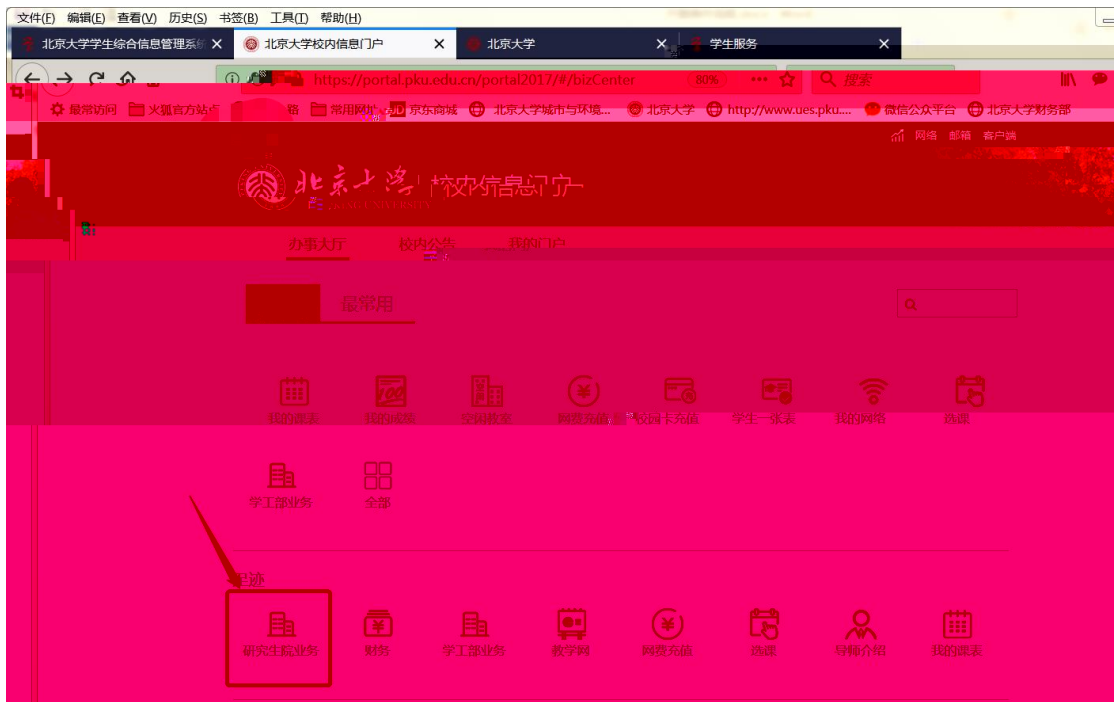 文件(F) 编辑(E) 查看(V) 历史(S) 书签(B) 工具(T) 帮助(H)
北京大学学生综合信息管理系统 北京大学校内信息门户 北京大学 学生服务
https://portal.pku.edu.cn/portal2017/#/bizCenter 80% 搜索
最常访问 火狐官方站点 常用网址 JD 京东商城 北京大学城市与环境... 北京大学 http://www.ues.pku.... 微信公众平台 北京大学财务部
网络 邮箱 客户端
北京大学 校内信息门户
办事大厅 校内公告 我的门户
最常用
我的课表 我的成绩 空闲教室 网费充值 校园卡充值 学生一张表 我的网络 选课
学工部业务 全部
足迹
研究生院业务 财务 学工部业务 教学网 网费充值 选课 导师介绍 我的课表